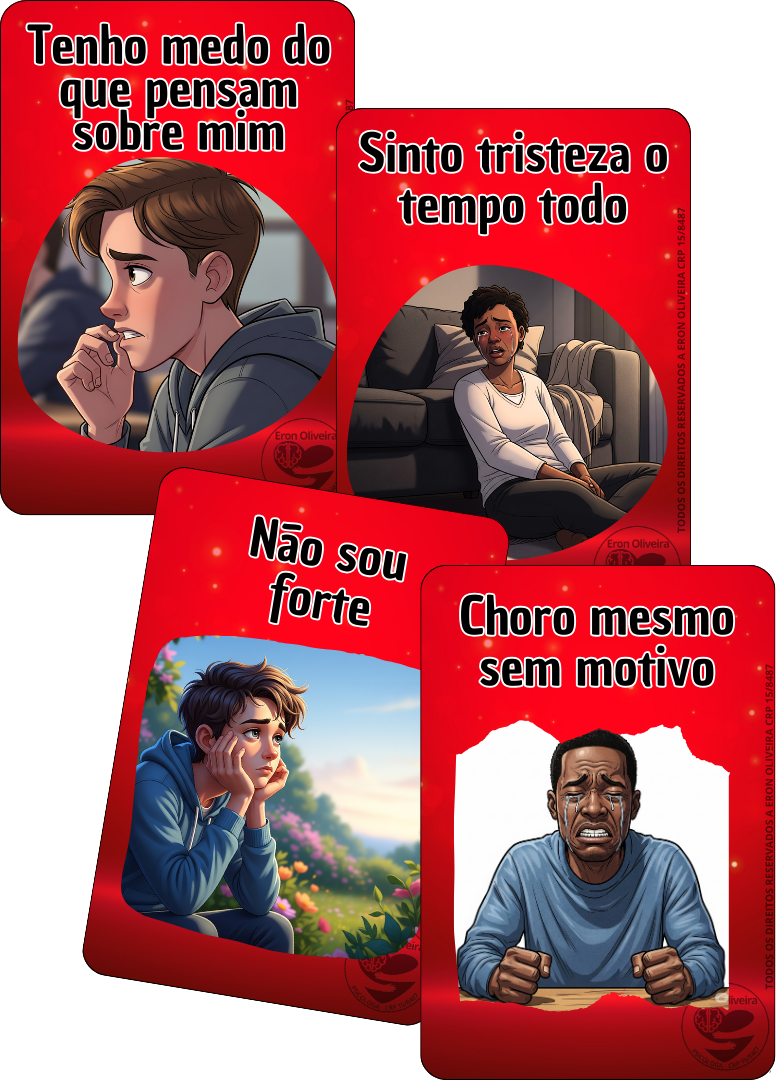 Tenho medo do
que pensam
sobre mim
87
Eron Oliveira
Sinto tristeza o
tempo todo
TODOS OS DIREITOS RESERVADOS A ERON OLIVEIRA CRP 15/8487
Eron Oliveira
Não sou
forte
Choro mesmo
sem motivo
TODOS OS DIREITOS RESERVADOS A ERON OLIVEIRA CRP 15/8487
liveira